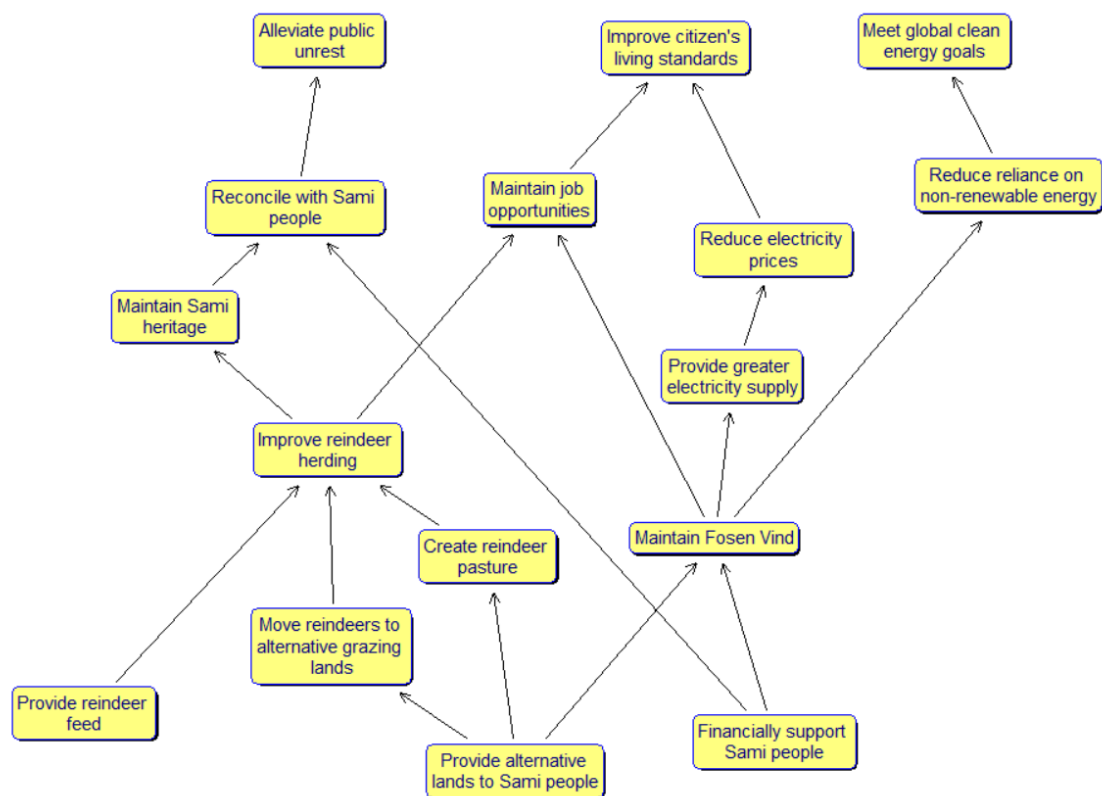 Alleviate public
unrest
Improve citizen's
living standards
Meet global clean
energy goals
Reconcile with Sami
people
Maintain job
opportunities
Reduce reliance on
non-renewable energy
Reduce electricity
prices
Maintain Sami
heritage
Provide greater
electricity supply
Improve reindeer
herding
Create reindeer
pasture
Maintain Fosen Vind
Move reindeers to
alternative grazing
lands
Provide reindeer
feed
Provide alternative
lands to Sami people
Financially support
Sami people